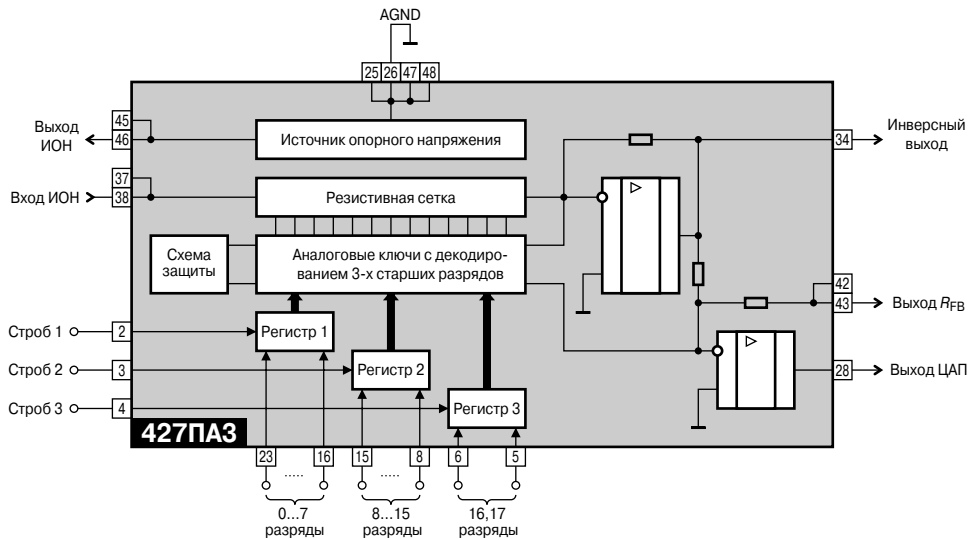 AGND
25 26 47 48
45
46
Выход
ИОН
Источник опорного напряжения
34
Инверсный
выход
37
38
Вход ИОН
Резистивная сетка
Схема
защиты
Аналоговые ключи с декодиро-
ванием 3-х старших разрядов
42
43
Выход RFB
Строб 1
2
Регистр 1
Строб 2
3
Регистр 2
28
Выход ЦАП
Строб 3
4
Регистр 3
427ПА3
23 ..... 16
15 ..... 8
6
5
0...7
разряды
8...15
разряды
16,17
разряды